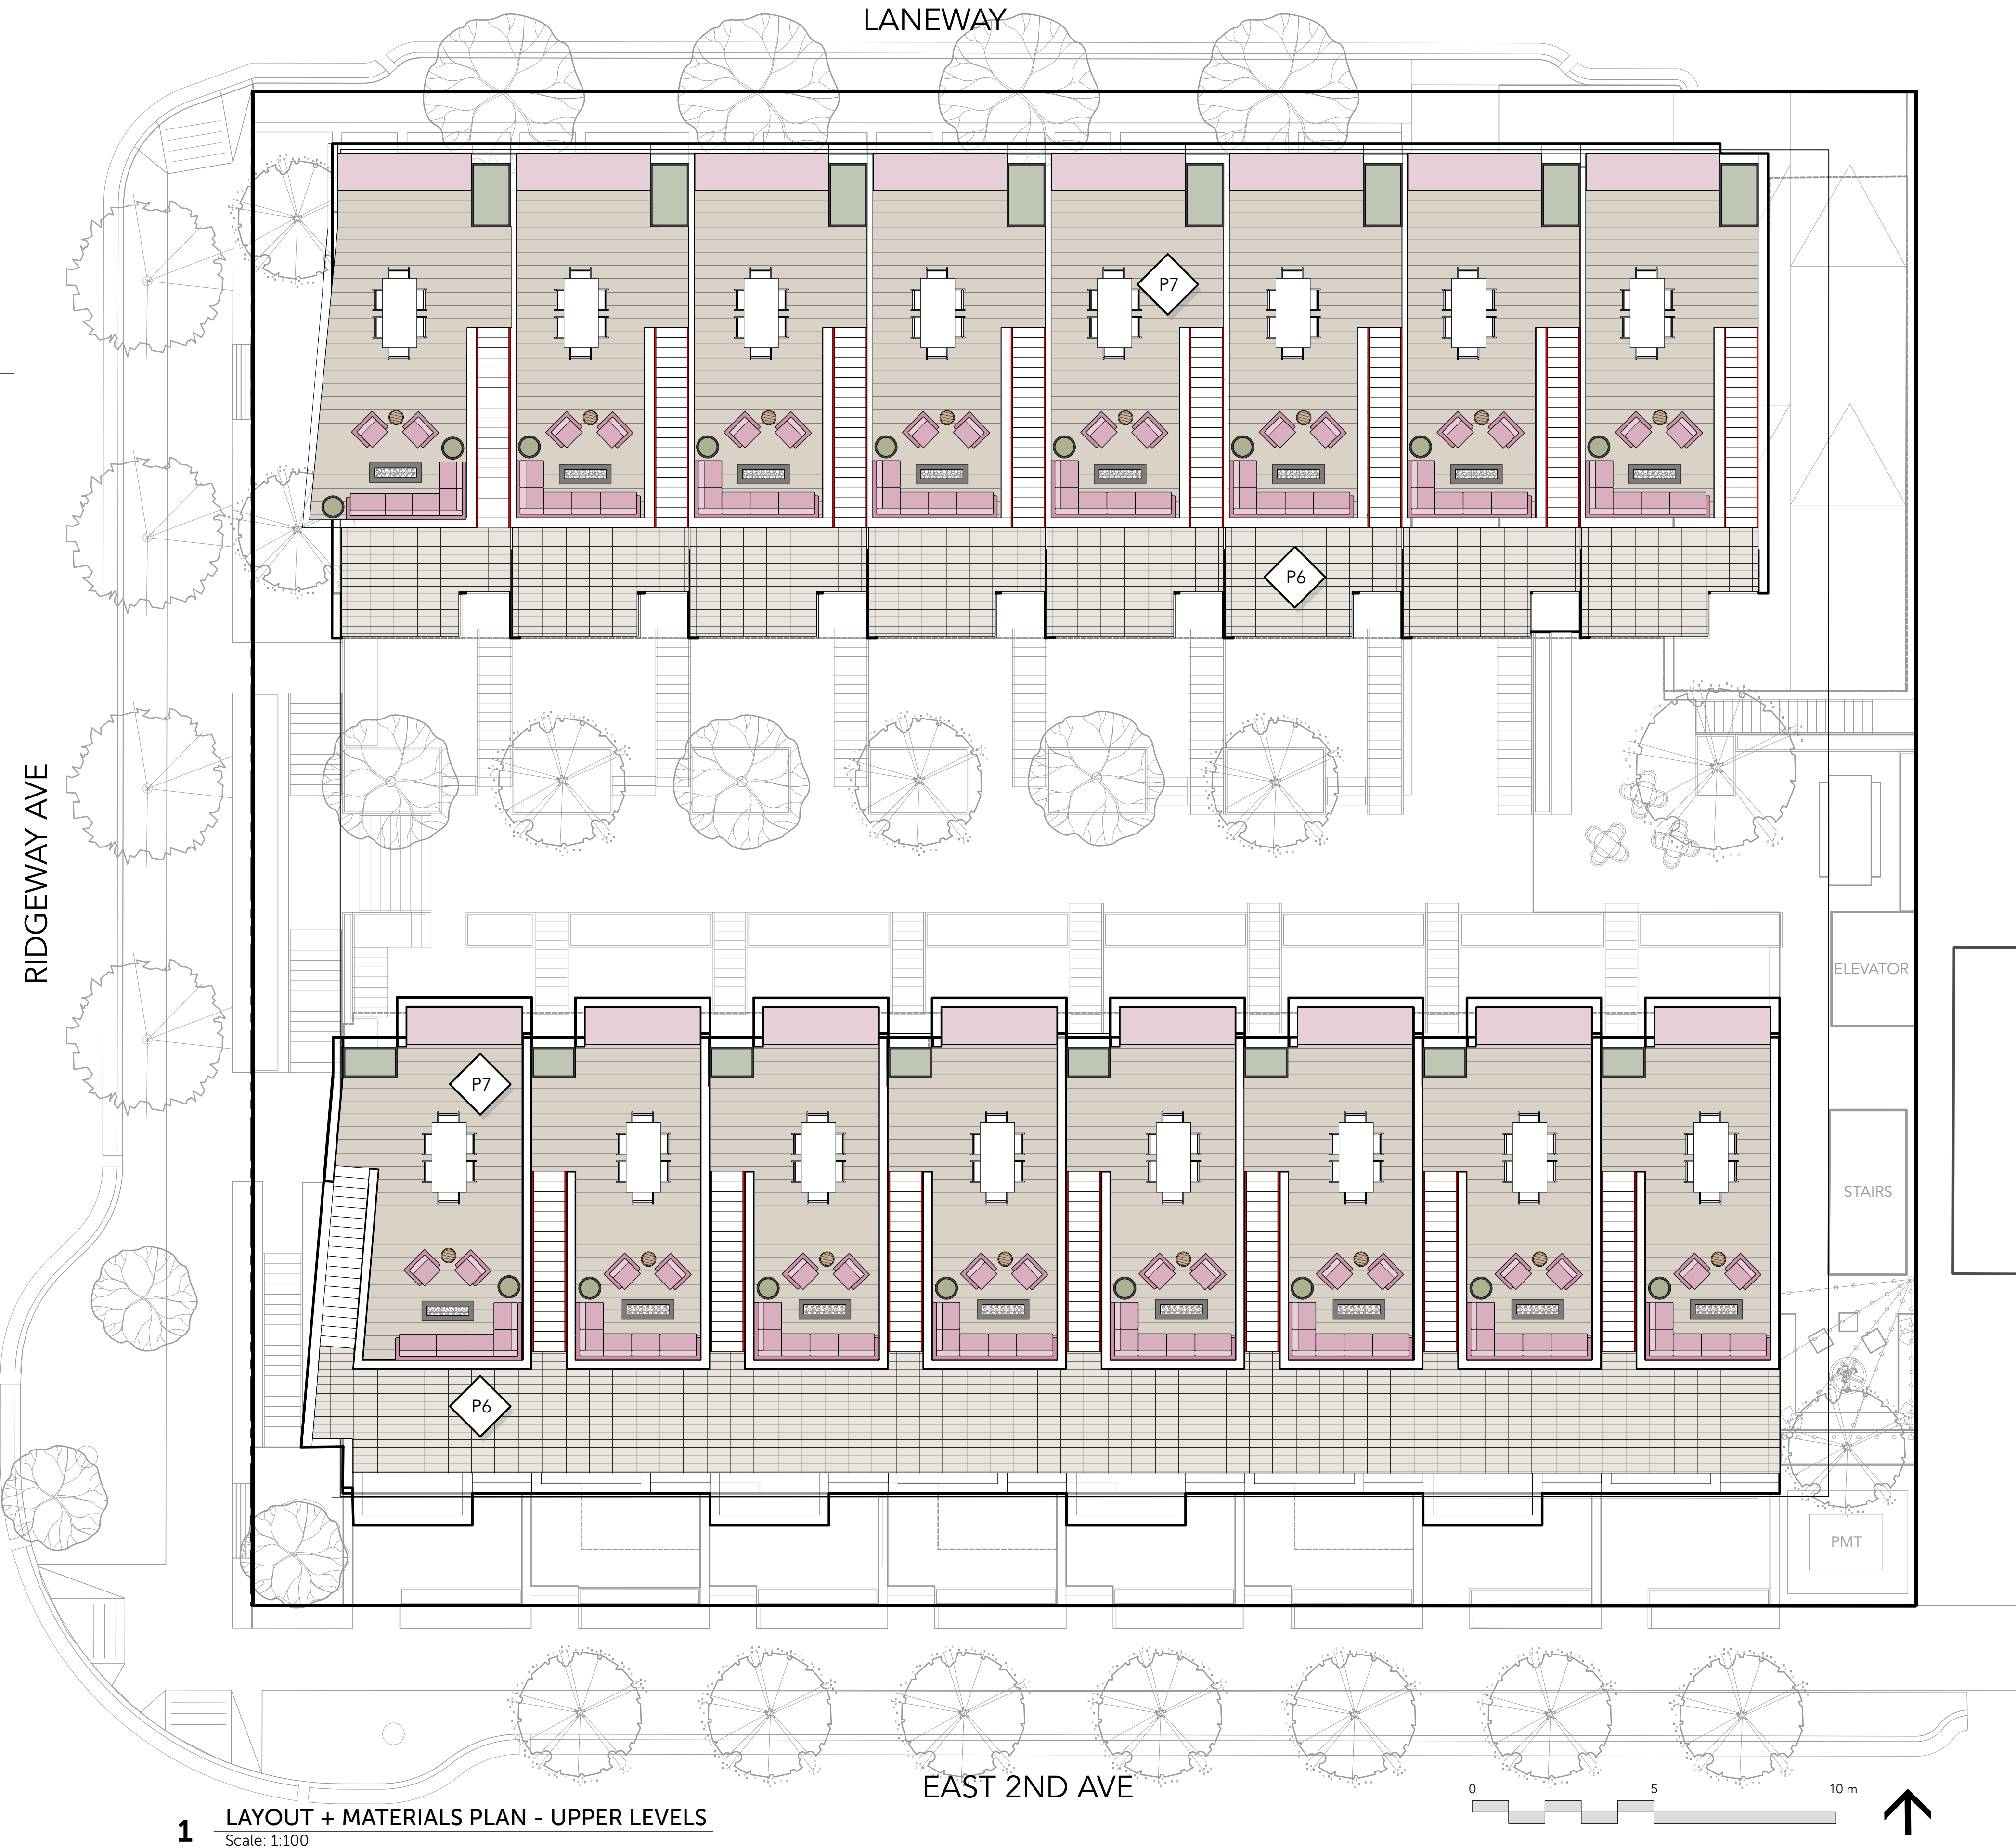 LANEWAY
P7
P6
RIDGEWAY AVE
ELEVATOR
P7
STAIRS
P6
PMT
EAST 2ND AVE
0 5 10 m
1 LAYOUT + MATERIALS PLAN - UPPER LEVELS
Scale: 1:100